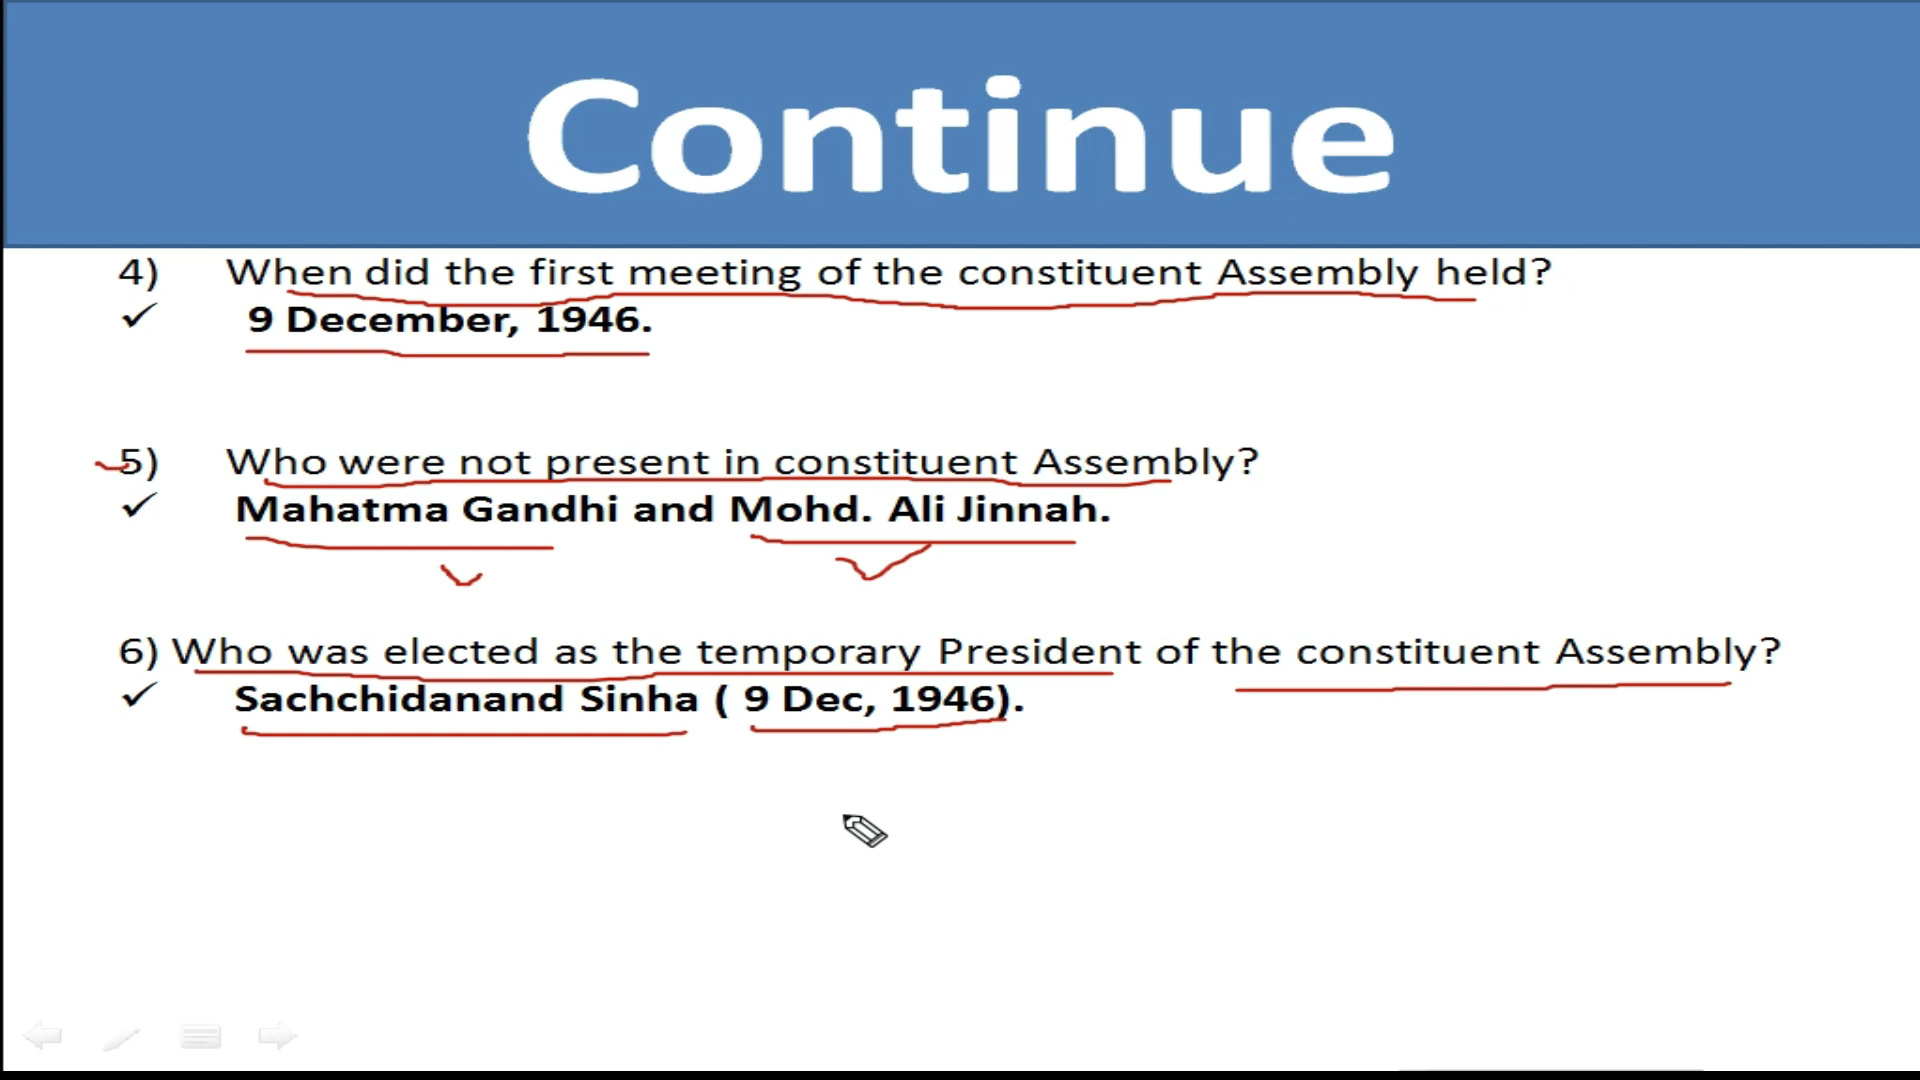 Continue
4) When did the first meeting of the constituent Assembly held?
✓ 9 December, 1946.
5) Who were not present in constituent Assembly?
✓ Mahatma Gandhi and Mohd. Ali Jinnah.
6) Who was elected as the temporary President of the constituent Assembly?
✓ Sachchidanand Sinha ( 9 Dec, 1946).